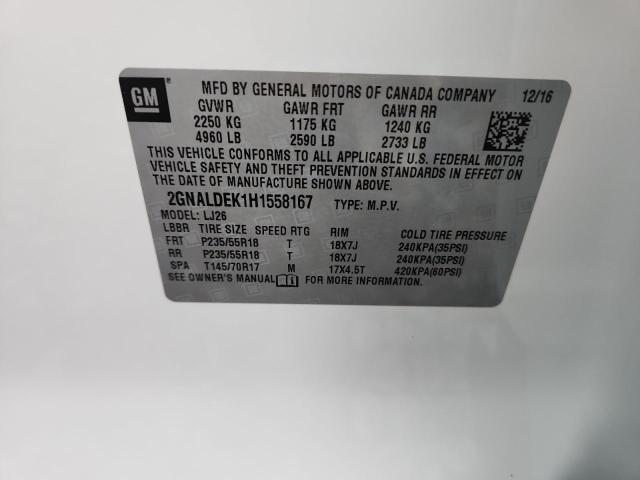 GM ® MFD BY GENERAL MOTORS OF CANADA COMPANY 12/16
GVWR GAWR FRT GAWR RR
2250 KG 1175 KG 1240 KG
4960 LB 2590 LB 2733 LB
THIS VEHICLE CONFORMS TO ALL APPLICABLE U.S. FEDERAL MOTOR
VEHICLE SAFETY AND THEFT PREVENTION STANDARDS IN EFFECT ON
THE DATE OF MANUFACTURE SHOWN ABOVE.
2GNALDEK1H1558167 TYPE: M.P.V.
MODEL: LJ26
LBBR TIRE SIZE SPEED RTG RIM COLD TIRE PRESSURE
FRT P235/55R18 T 18X7J 240KPA(35PSI)
RR P235/55R18 T 18X7J 240KPA(35PSI)
SPA T145/70R17 M 17X4.5T 420KPA(60PSI)
SEE OWNER'S MANUAL FOR MORE INFORMATION.